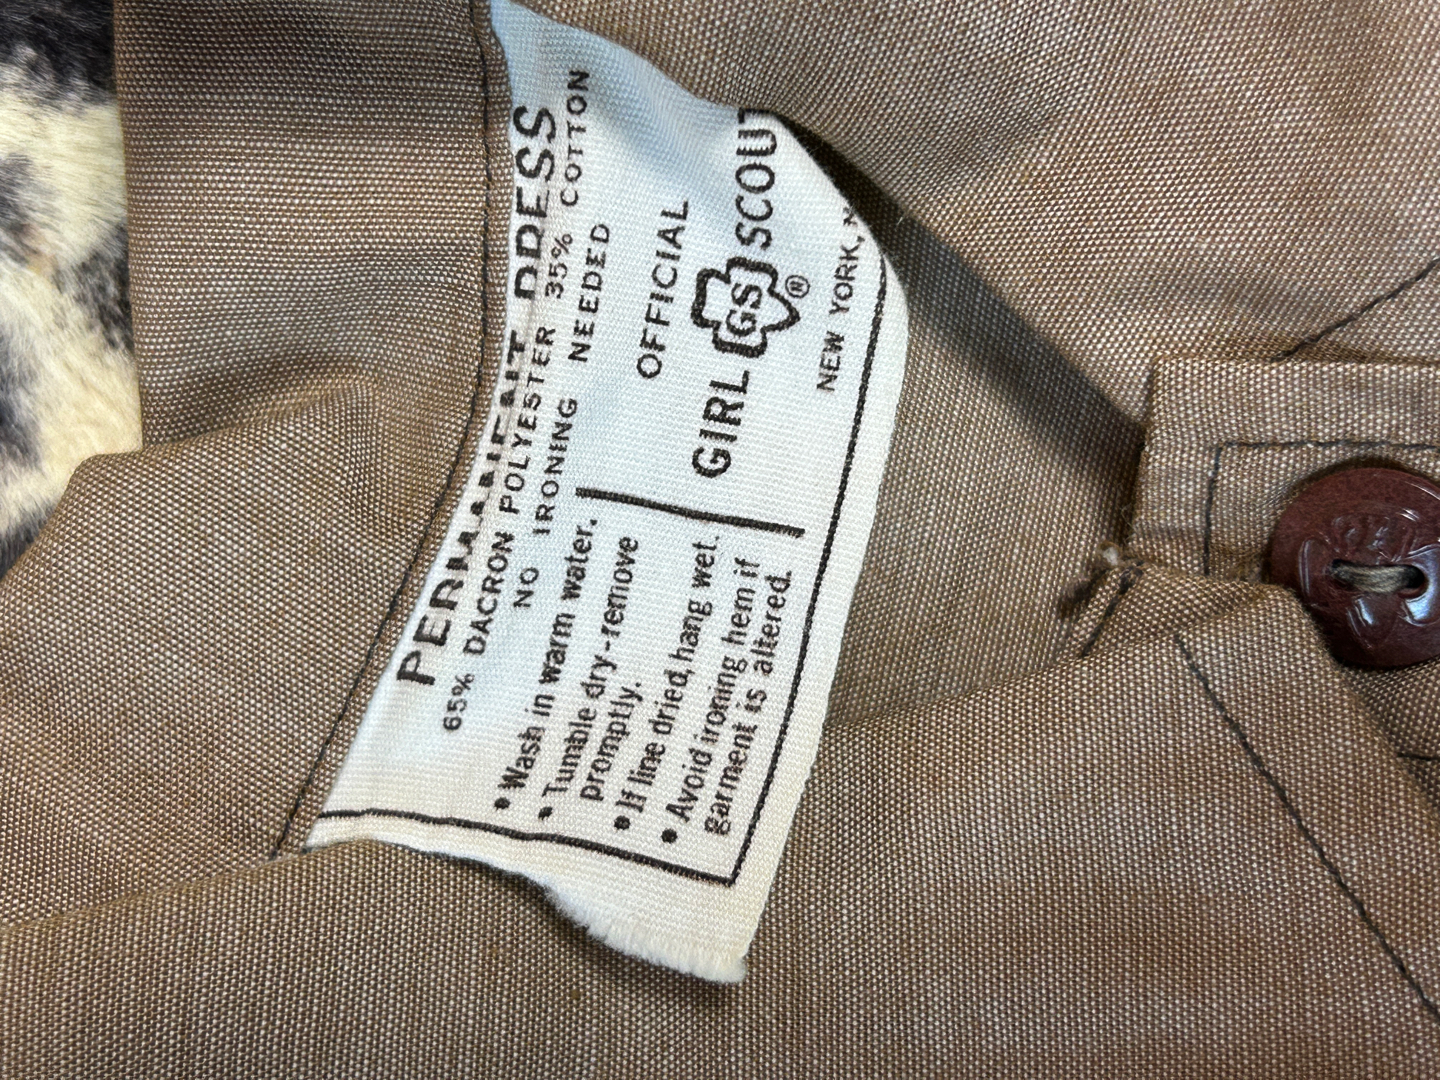 PERMANENT PRESS
65% DACRON POLYESTER 35% COTTON
NO IRONING NEEDED
• Wash in warm water.
• Tumble dry-remove
promptly.
• If line dried, hang wet.
• Avoid ironing hem if
garment is altered.
OFFICIAL
GIRL GS SCOUT
®
NEW YORK,